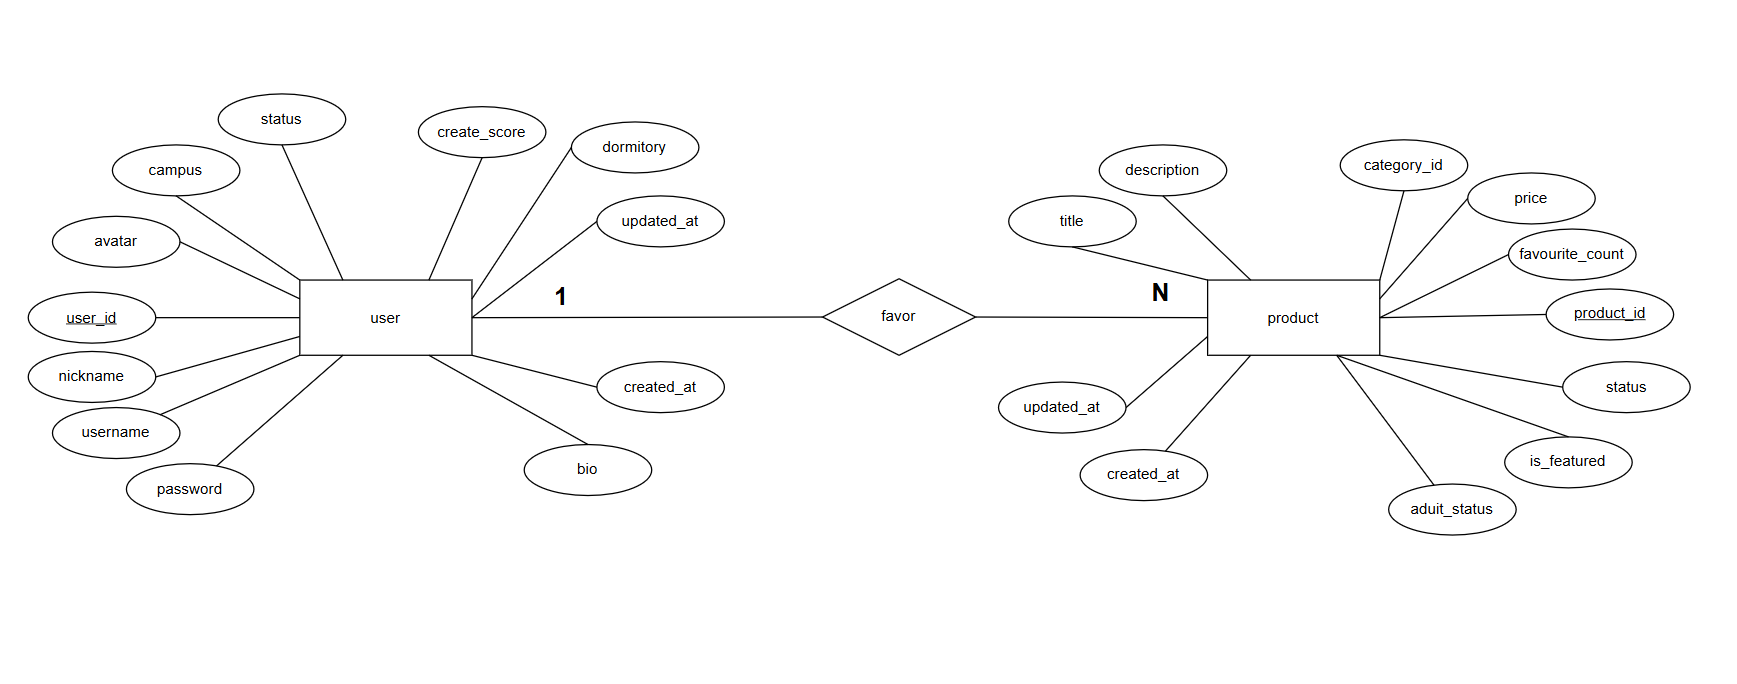 status
create_score
dormitory
campus
updated_at
avatar
user_id
nickname
username
password
user
created_at
bio
1
favor
N
description
category_id
price
title
favourite_count
product_id
product
status
updated_at
is_featured
created_at
aduit_status